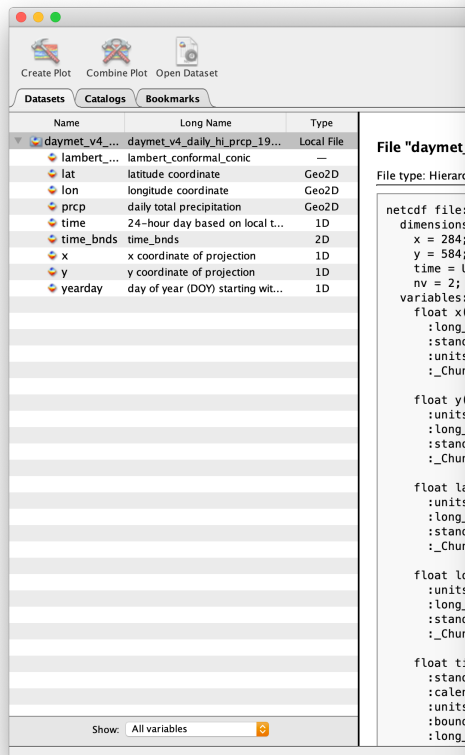 Create Plot Combine Plot Open Dataset
Datasets Catalogs Bookmarks
Name Long Name Type
daymet_v4_... daymet_v4_daily_hi_prcp_19... Local File
lambert_... lambert_conformal_conic —
lat latitude coordinate Geo2D
lon longitude coordinate Geo2D
prcp daily total precipitation Geo2D
time 24-hour day based on local t... 1D
time_bnds time_bnds 2D
x x coordinate of projection 1D
y y coordinate of projection 1D
yearday day of year (DOY) starting wit... 1D
Show: All variables
File "daymet_
File type: Hierar
netcdf file:
dimensions
x = 284;
y = 584;
time = U
nv = 2;
variables:
float x(
:long_
:stand
:units
:_Chun
float y(
:units
:long_
:stand
:_Chun
float la
:units
:long_
:stand
:_Chun
float lo
:units
:long_
:stand
:_Chun
float ti
:stand
:calen
:units
:bound
:long_